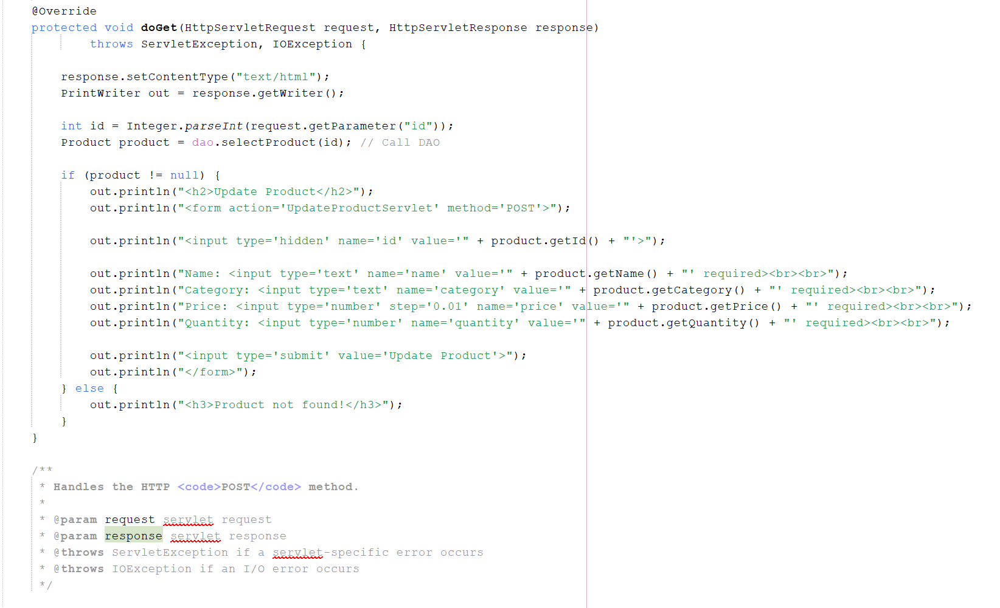 @Override
protected void doGet(HttpServletRequest request, HttpServletResponse response)
        throws ServletException, IOException {

    response.setContentType("text/html");
    PrintWriter out = response.getWriter();

    int id = Integer.parseInt(request.getParameter("id"));
    Product product = dao.selectProduct(id); // Call DAO

    if (product != null) {
        out.println("<h2>Update Product</h2>");
        out.println("<form action='UpdateProductServlet' method='POST'>");

        out.println("<input type='hidden' name='id' value='" + product.getId() + "'>");

        out.println("Name: <input type='text' name='name' value='" + product.getName() + "' required><br><br>");
        out.println("Category: <input type='text' name='category' value='" + product.getCategory() + "' required><br><br>");
        out.println("Price: <input type='number' step='0.01' name='price' value='" + product.getPrice() + "' required><br><br>");
        out.println("Quantity: <input type='number' name='quantity' value='" + product.getQuantity() + "' required><br><br>");

        out.println("<input type='submit' value='Update Product'>");
        out.println("</form>");
    } else {
        out.println("<h3>Product not found!</h3>");
    }
}

/**
 * Handles the HTTP <code>POST</code> method.
 *
 * @param request servlet request
 * @param response servlet response
 * @throws ServletException if a servlet-specific error occurs
 * @throws IOException if an I/O error occurs
 */